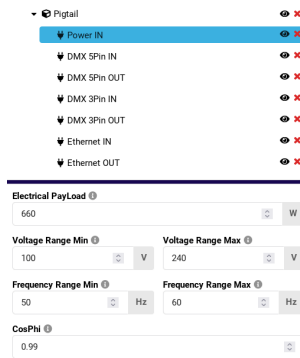 Pigtail
Power IN
DMX 5Pin IN
DMX 5Pin OUT
DMX 3Pin IN
DMX 3Pin OUT
Ethernet IN
Ethernet OUT
Electrical PayLoad
660 W
Voltage Range Min Voltage Range Max
100 V 240 V
Frequency Range Min Frequency Range Max
50 Hz 60 Hz
CosPhi
0.99